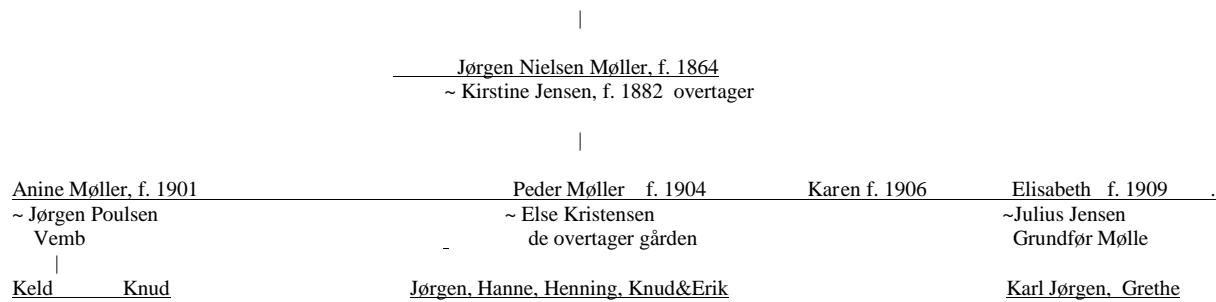 |
Jørgen Nielsen Møller, f. 1864
~ Kirstine Jensen, f. 1882 overtager
|
Anine Møller, f. 1901 Peder Møller f. 1904 Karen f. 1906 Elisabeth f. 1909 .
~ Jørgen Poulsen ~ Else Kristensen ~Julius Jensen
Vemb de overtager gården Grundfør Mølle
|
Keld Knud Jørgen, Hanne, Henning, Knud&Erik Karl Jørgen, Grethe